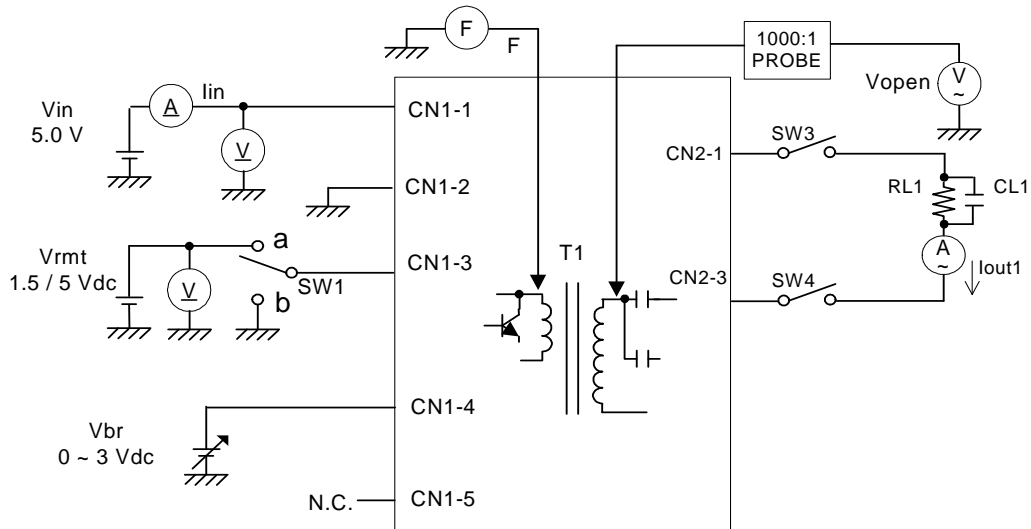 F
F
1000:1
PROBE
Vopen
V
~
Vin
5.0 V
A
Iin
V
CN1-1
CN1-2
CN1-3
CN1-4
CN1-5
N.C.
Vrmt
1.5 / 5 Vdc
V
a
b
SW1
Vbr
0 ~ 3 Vdc
T1
CN2-1
CN2-3
SW3
SW4
RL1
CL1
A
~
Iout1